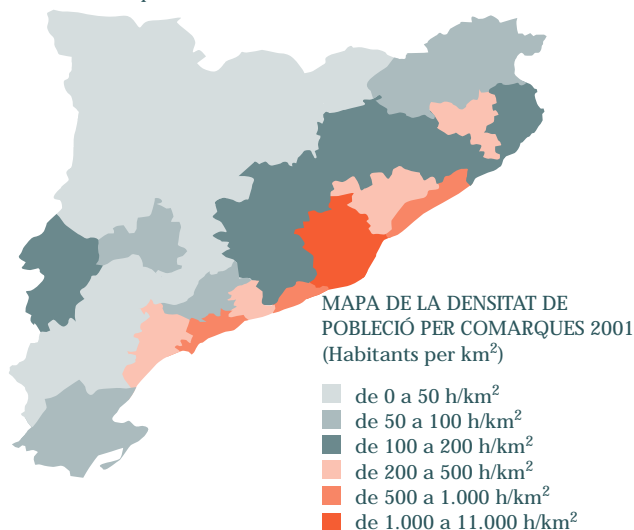 MAPA DE LA DENSITAT DE
POBLECIÓ PER COMARQUES 2001
(Habitants per km²)
de 0 a 50 h/km²
de 50 a 100 h/km²
de 100 a 200 h/km²
de 200 a 500 h/km²
de 500 a 1.000 h/km²
de 1.000 a 11.000 h/km²